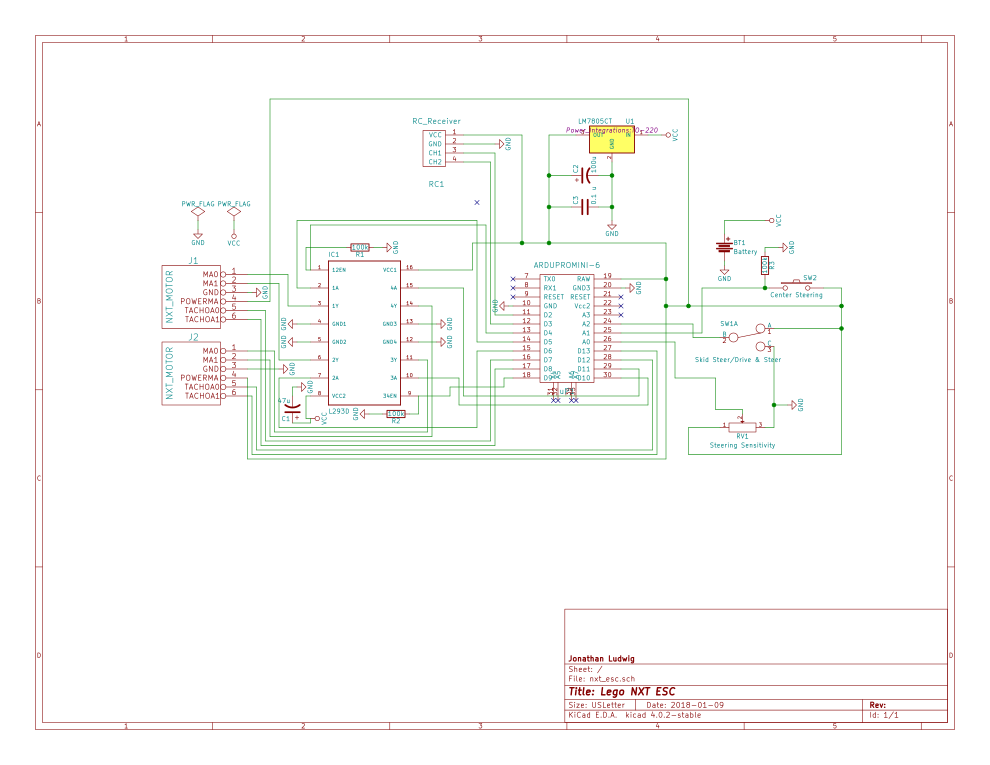 1 2 3 4 5
A A
B B
C C
D D
RC_Receiver
VCC 1
GND 2
CH1 3
CH2 4
GND
RC1
LM7805CT U1
Power_Integrations:TO-220
OUT IN
GND
1
2
VCC
C2
100u
C3
0.1 u
GND
PWR_FLAG PWR_FLAG
GND VCC
J1
NXT_MOTOR
MA0 1
MA1 2
GND 3
POWERMA 4
TACHOA0 5
TACHOA1 6
GND
J2
NXT_MOTOR
MA0 1
MA1 2
GND 3
POWERMA 4
TACHOA0 5
TACHOA1 6
GND
GND
47u
C1
VCC
100k
R1
GND
IC1
1 12EN VCC1 16
2 1A 4A 15
3 1Y 4Y 14
4 GND1 GND3 13
5 GND2 GND4 12
6 2Y 3Y 11
7 2A 3A 10
8 VCC2 34EN 9
L293D
GND
GND
GND
GND
GND
100k
R2
ARDUPROMINI-6
7 TX0 RAW 19
8 RX1 GND3 20
9 RESET RESET 21
10 GND Vcc2 22
11 D2 A3 23
12 D3 A2 24
13 D4 A1 25
14 D5 A0 26
15 D6 D13 27
16 D7 D12 28
17 D8 D11 29
18 D9 D10 30
GND
GND
VCC
BT1
Battery
GND
GND
100k
R3
SW2
Center Steering
SW1A
A
1
B
2
C
3
Skid Steer/Drive & Steer
GND
1 2 3
RV1
Steering Sensitivity
Jonathan Ludwig
Sheet: /
File: nxt_esc.sch
Title: Lego NXT ESC
Size: USLetter Date: 2018-01-09 Rev:
KiCad E.D.A. kicad 4.0.2-stable Id: 1/1
1 2 3 4 5